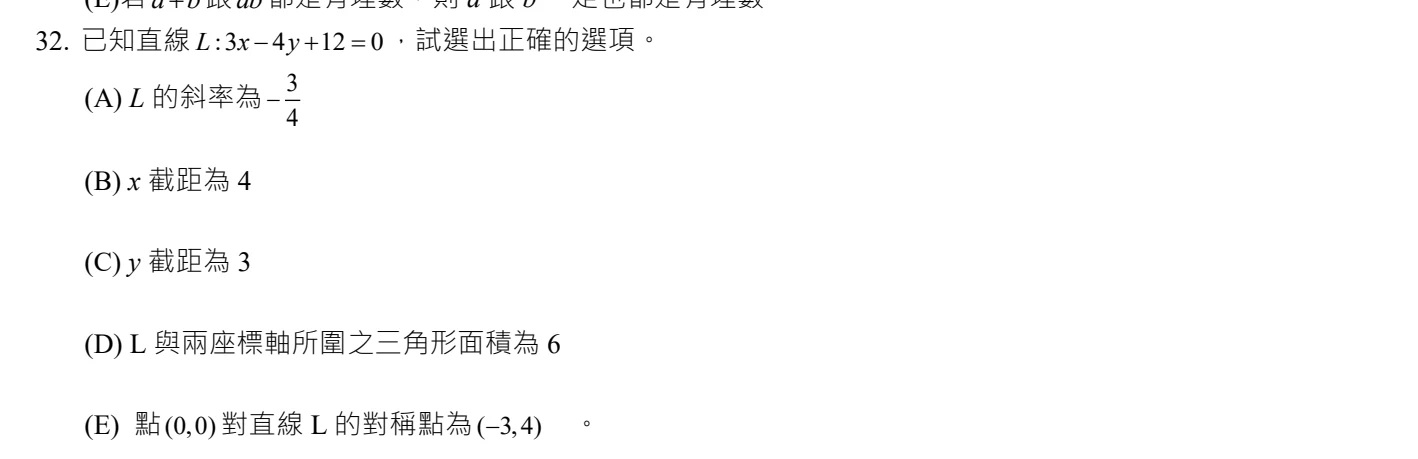 32. 已知直線 L:3x−4y+12=0，試選出正確的選項。
(A) L 的斜率為 −3/4
(B) x 截距為 4
(C) y 截距為 3
(D) L 與兩座標軸所圍之三角形面積為 6
(E) 點(0,0)對直線 L 的對稱點為(−3,4) 。